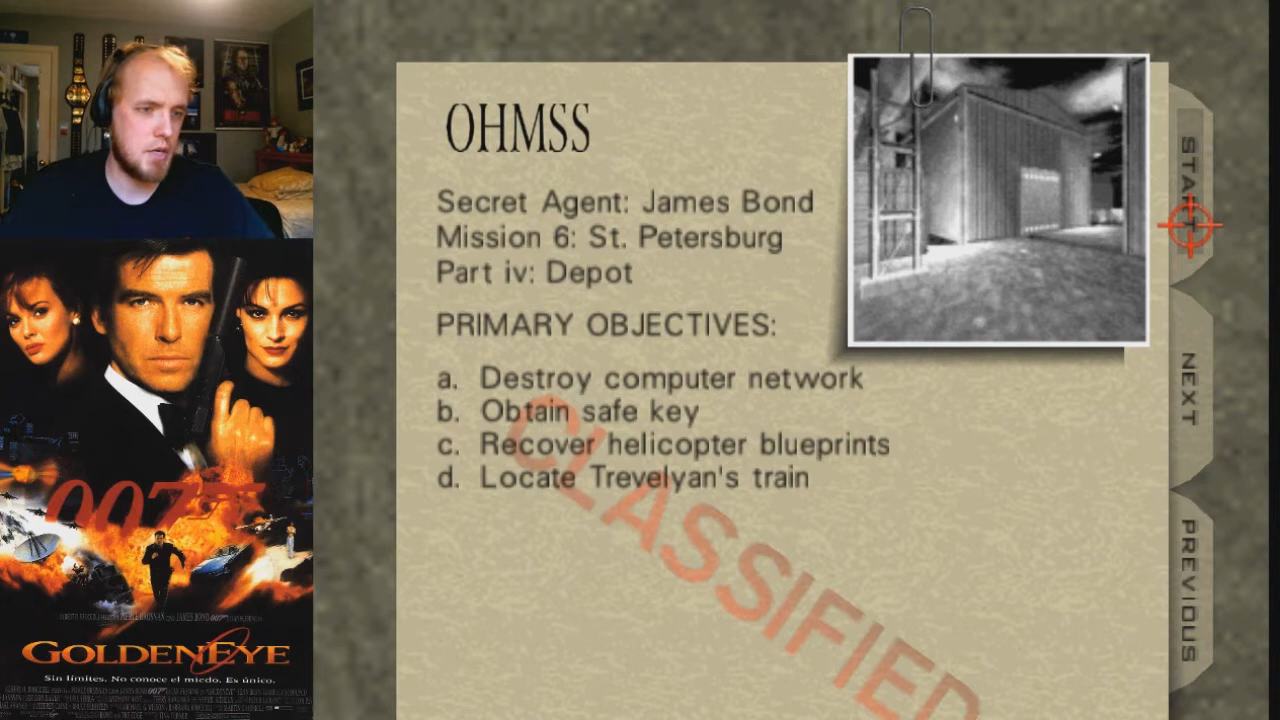 OHMSS
Secret Agent: James Bond
Mission 6: St. Petersburg
Part iv: Depot
PRIMARY OBJECTIVES:
a. Destroy computer network
b. Obtain safe key
c. Recover helicopter blueprints
d. Locate Trevelyan's train
CLASSIFIED
NEXT
PREVIOUS
007
GOLDENEYE
Sin límites. No conoce el miedo. Es único.